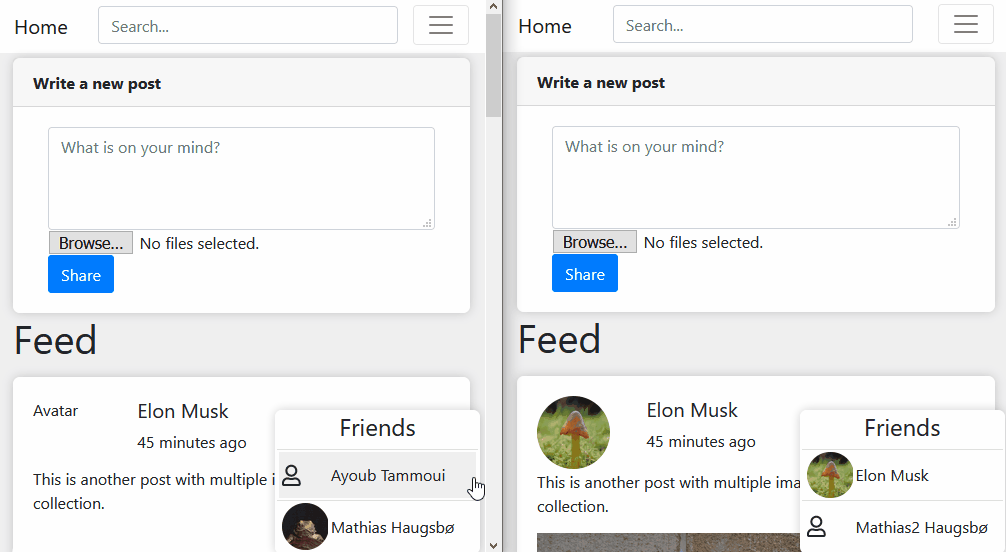 Home
Search...
Write a new post
What is on your mind?
Browse... No files selected.
Share
Feed
Avatar
Elon Musk
45 minutes ago
This is another post with multiple i
collection.
Friends
Ayoub Tammoui
Mathias Haugsbø
Home
Search...
Write a new post
What is on your mind?
Browse... No files selected.
Share
Feed
Elon Musk
45 minutes ago
This is another post with multiple ima
collection.
Friends
Elon Musk
Mathias2 Haugsbø